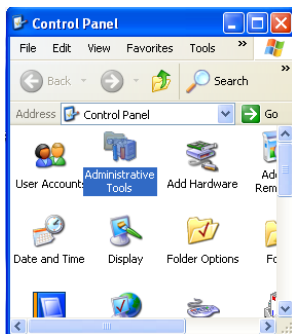 Control Panel
File Edit View Favorites Tools »
Back Search »
Address Control Panel Go
User Accounts Administrative Tools Add Hardware
Date and Time Display Folder Options